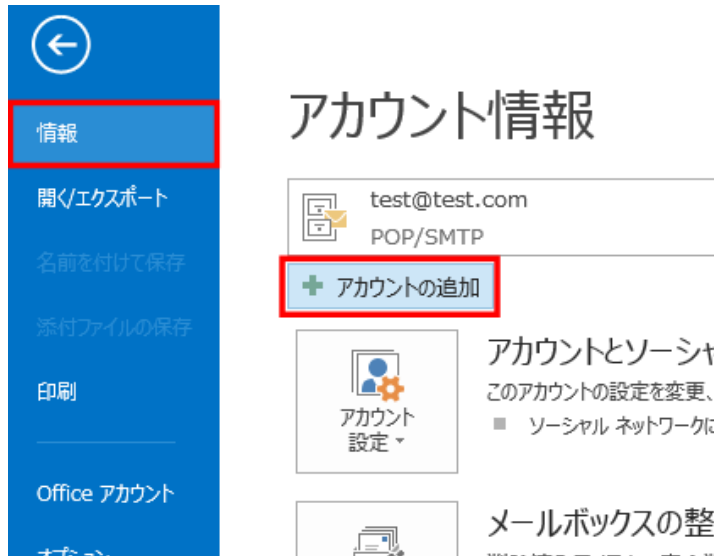 情報
開く/エクスポート
名前を付けて保存
添付ファイルの保存
印刷
Office アカウント
オプション
アカウント情報
test@test.com
POP/SMTP
アカウントの追加
アカウント
設定
アカウントとソーシャ
このアカウントの設定を変更、
ソーシャル ネットワークに
メールボックスの整